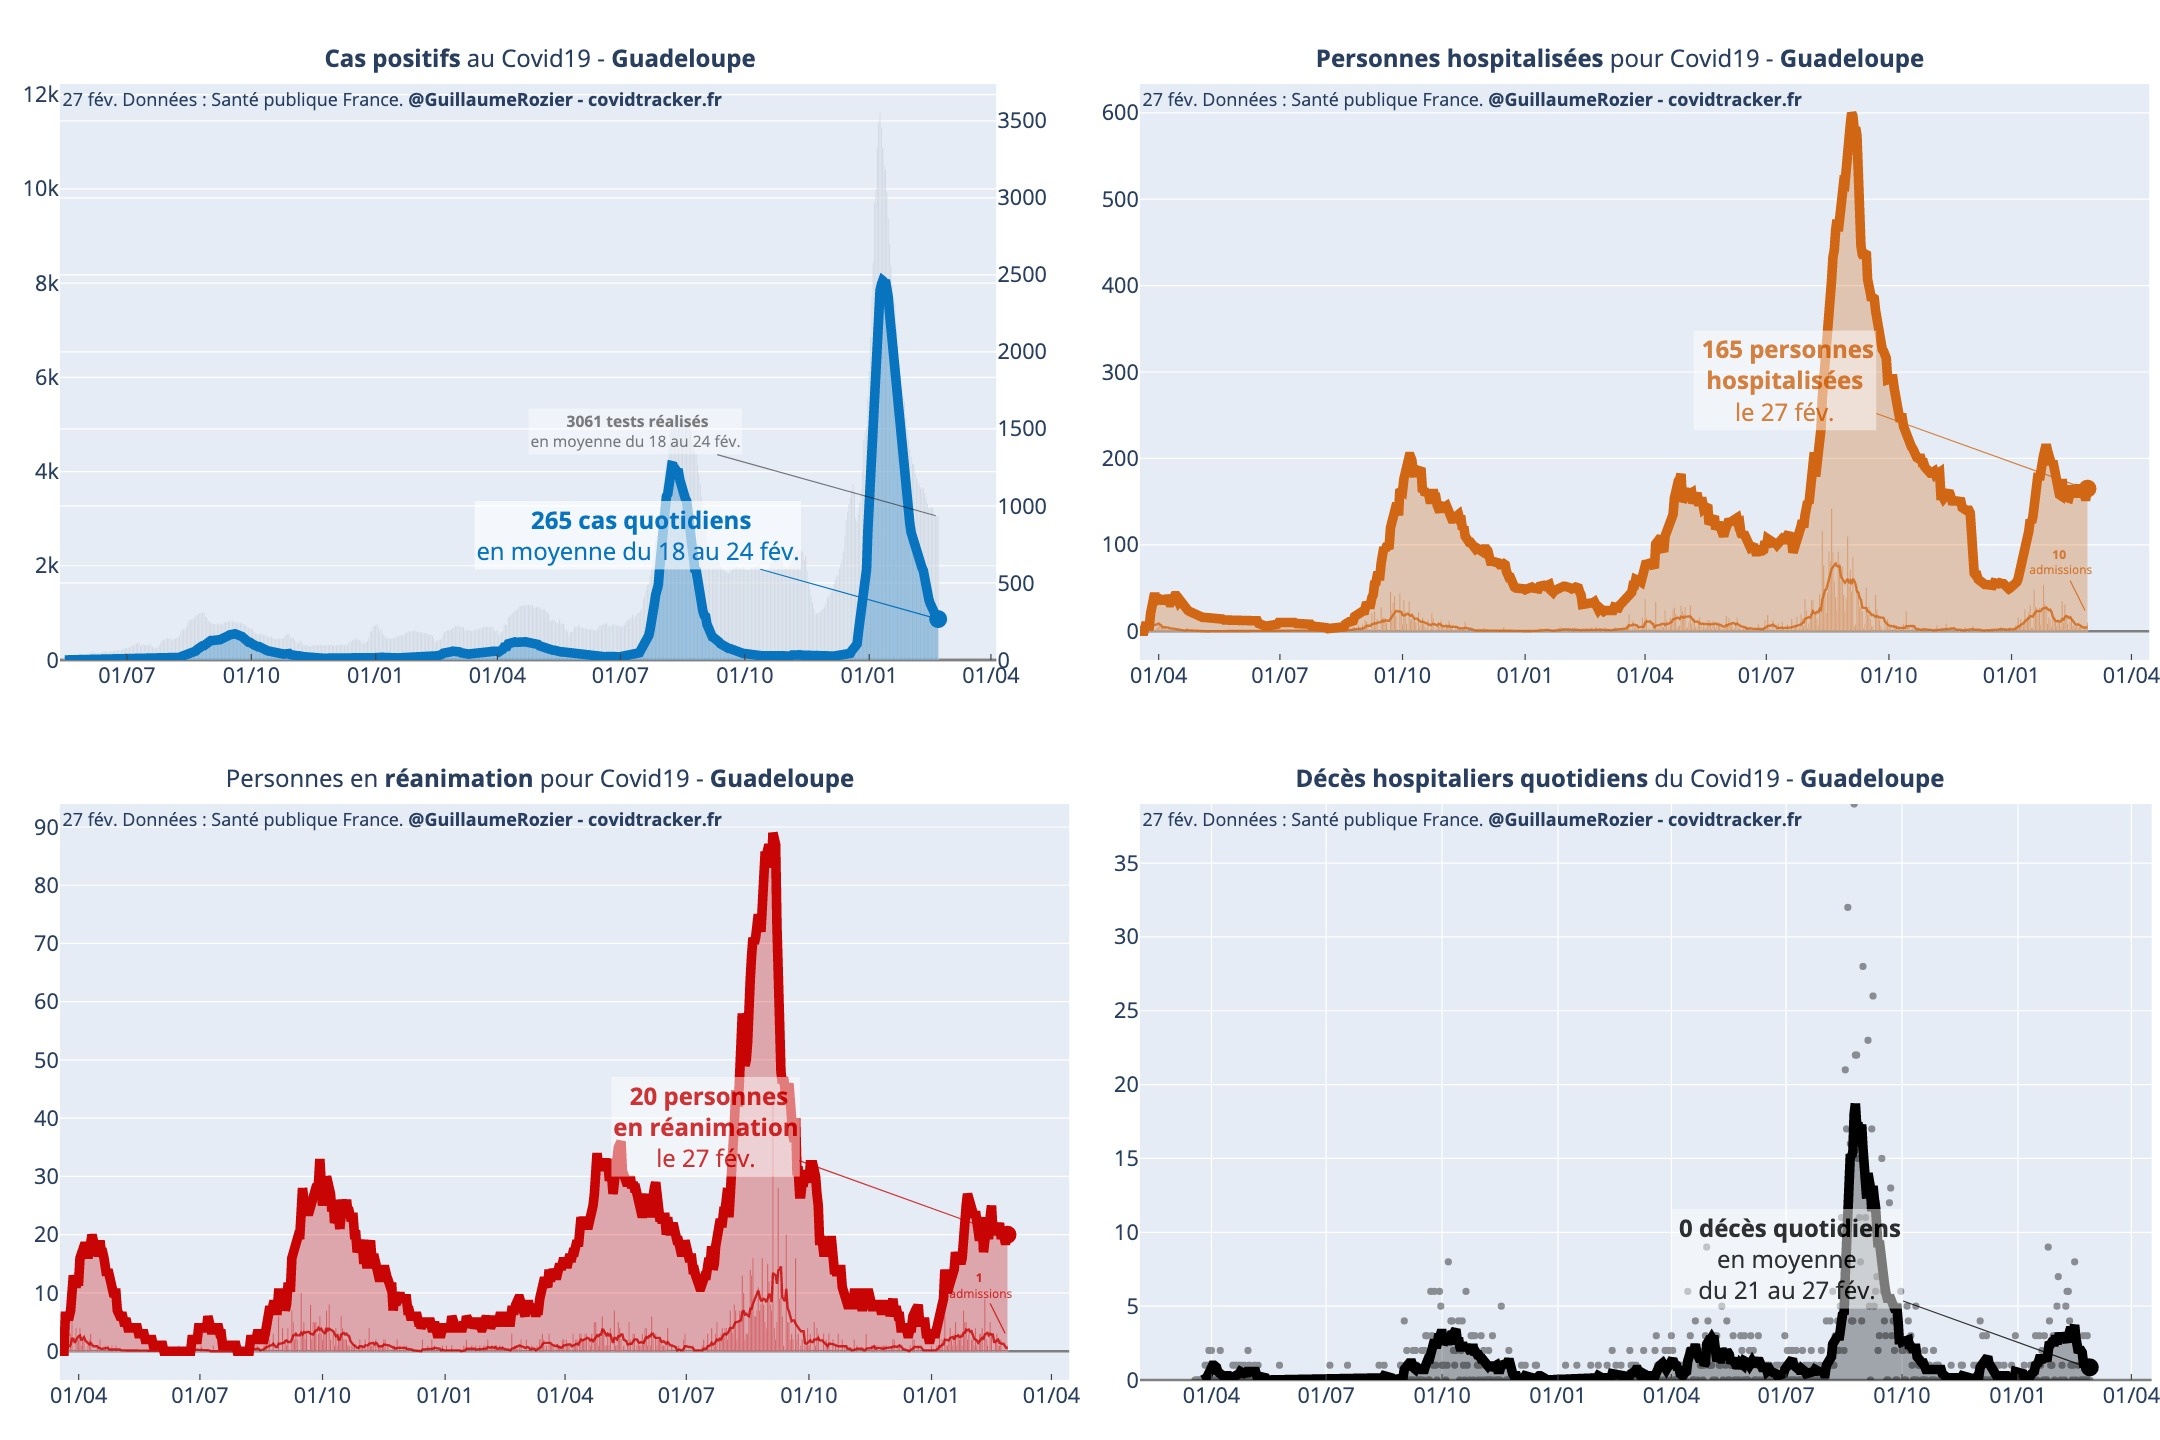 Cas positifs au Covid19 - Guadeloupe
27 fév. Données : Santé publique France. @GuillaumeRozier - covidtracker.fr
12k
10k
8k
6k
4k
2k
0
3500
3000
2500
2000
1500
1000
500
0
3061 tests réalisés
en moyenne du 18 au 24 fév.
265 cas quotidiens
en moyenne du 18 au 24 fév.
01/07 01/10 01/01 01/04 01/07 01/10 01/01 01/04
Personnes hospitalisées pour Covid19 - Guadeloupe
27 fév. Données : Santé publique France. @GuillaumeRozier - covidtracker.fr
600
500
400
300
200
100
0
165 personnes
hospitalisées
le 27 fév.
10
admissions
01/04 01/07 01/10 01/01 01/04 01/07 01/10 01/01 01/04
Personnes en réanimation pour Covid19 - Guadeloupe
27 fév. Données : Santé publique France. @GuillaumeRozier - covidtracker.fr
90
80
70
60
50
40
30
20
10
0
20 personnes
en réanimation
le 27 fév.
1
admissions
01/04 01/07 01/10 01/01 01/04 01/07 01/10 01/01 01/04
Décès hospitaliers quotidiens du Covid19 - Guadeloupe
27 fév. Données : Santé publique France. @GuillaumeRozier - covidtracker.fr
35
30
25
20
15
10
5
0
0 décès quotidiens
en moyenne
du 21 au 27 fév.
01/04 01/07 01/10 01/01 01/04 01/07 01/10 01/01 01/04